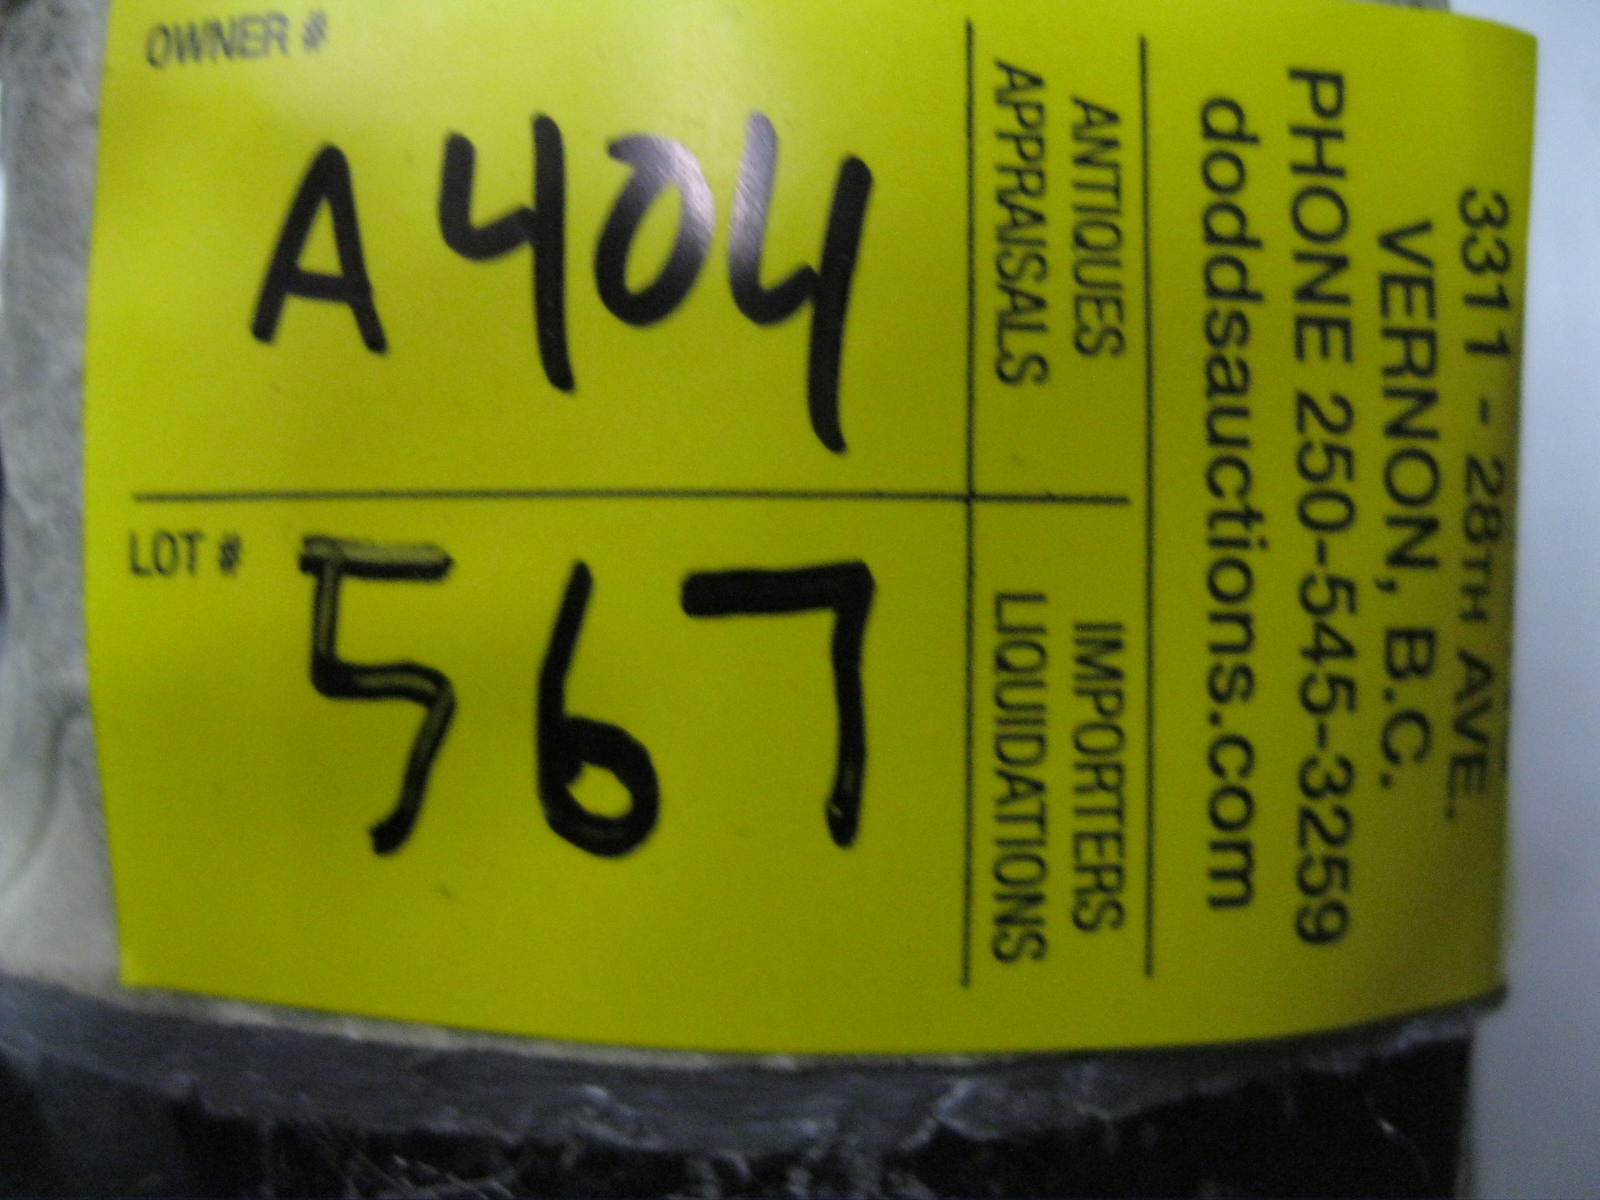 OWNER #
A404
LOT #
567
3311 - 28TH AVE.
VERNON, B.C.
PHONE 250-545-3259
doddsauctions.com
ANTIQUES
APPRAISALS
IMPORTERS
LIQUIDATIONS